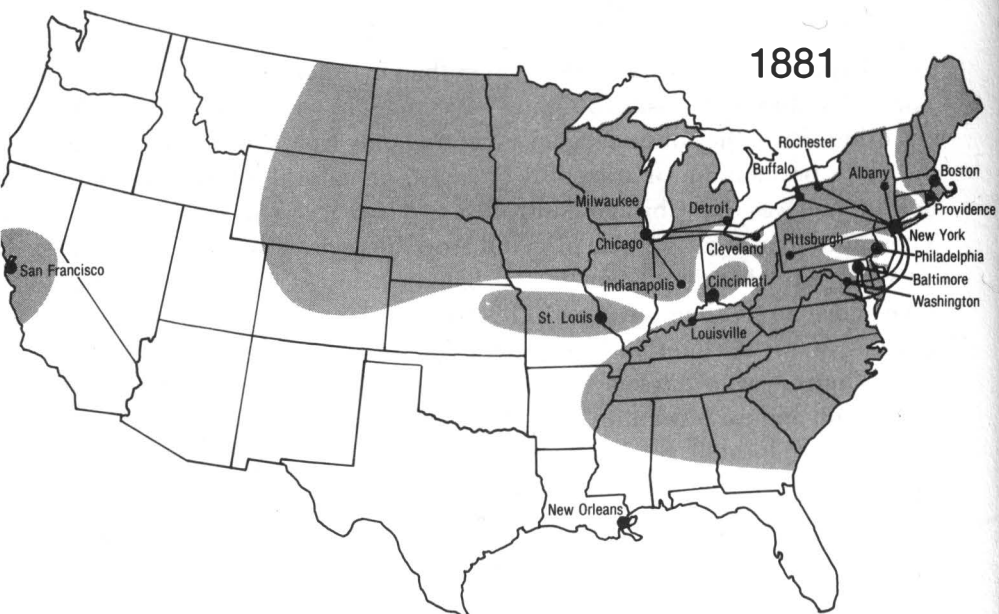 1881
Rochester
Buffalo
Albany
Boston
Milwaukee
Detroit
Providence
Chicago
Cleveland
Pittsburgh
New York
Philadelphia
San Francisco
Indianapolis
Cincinnati
Baltimore
Washington
St. Louis
Louisville
New Orleans